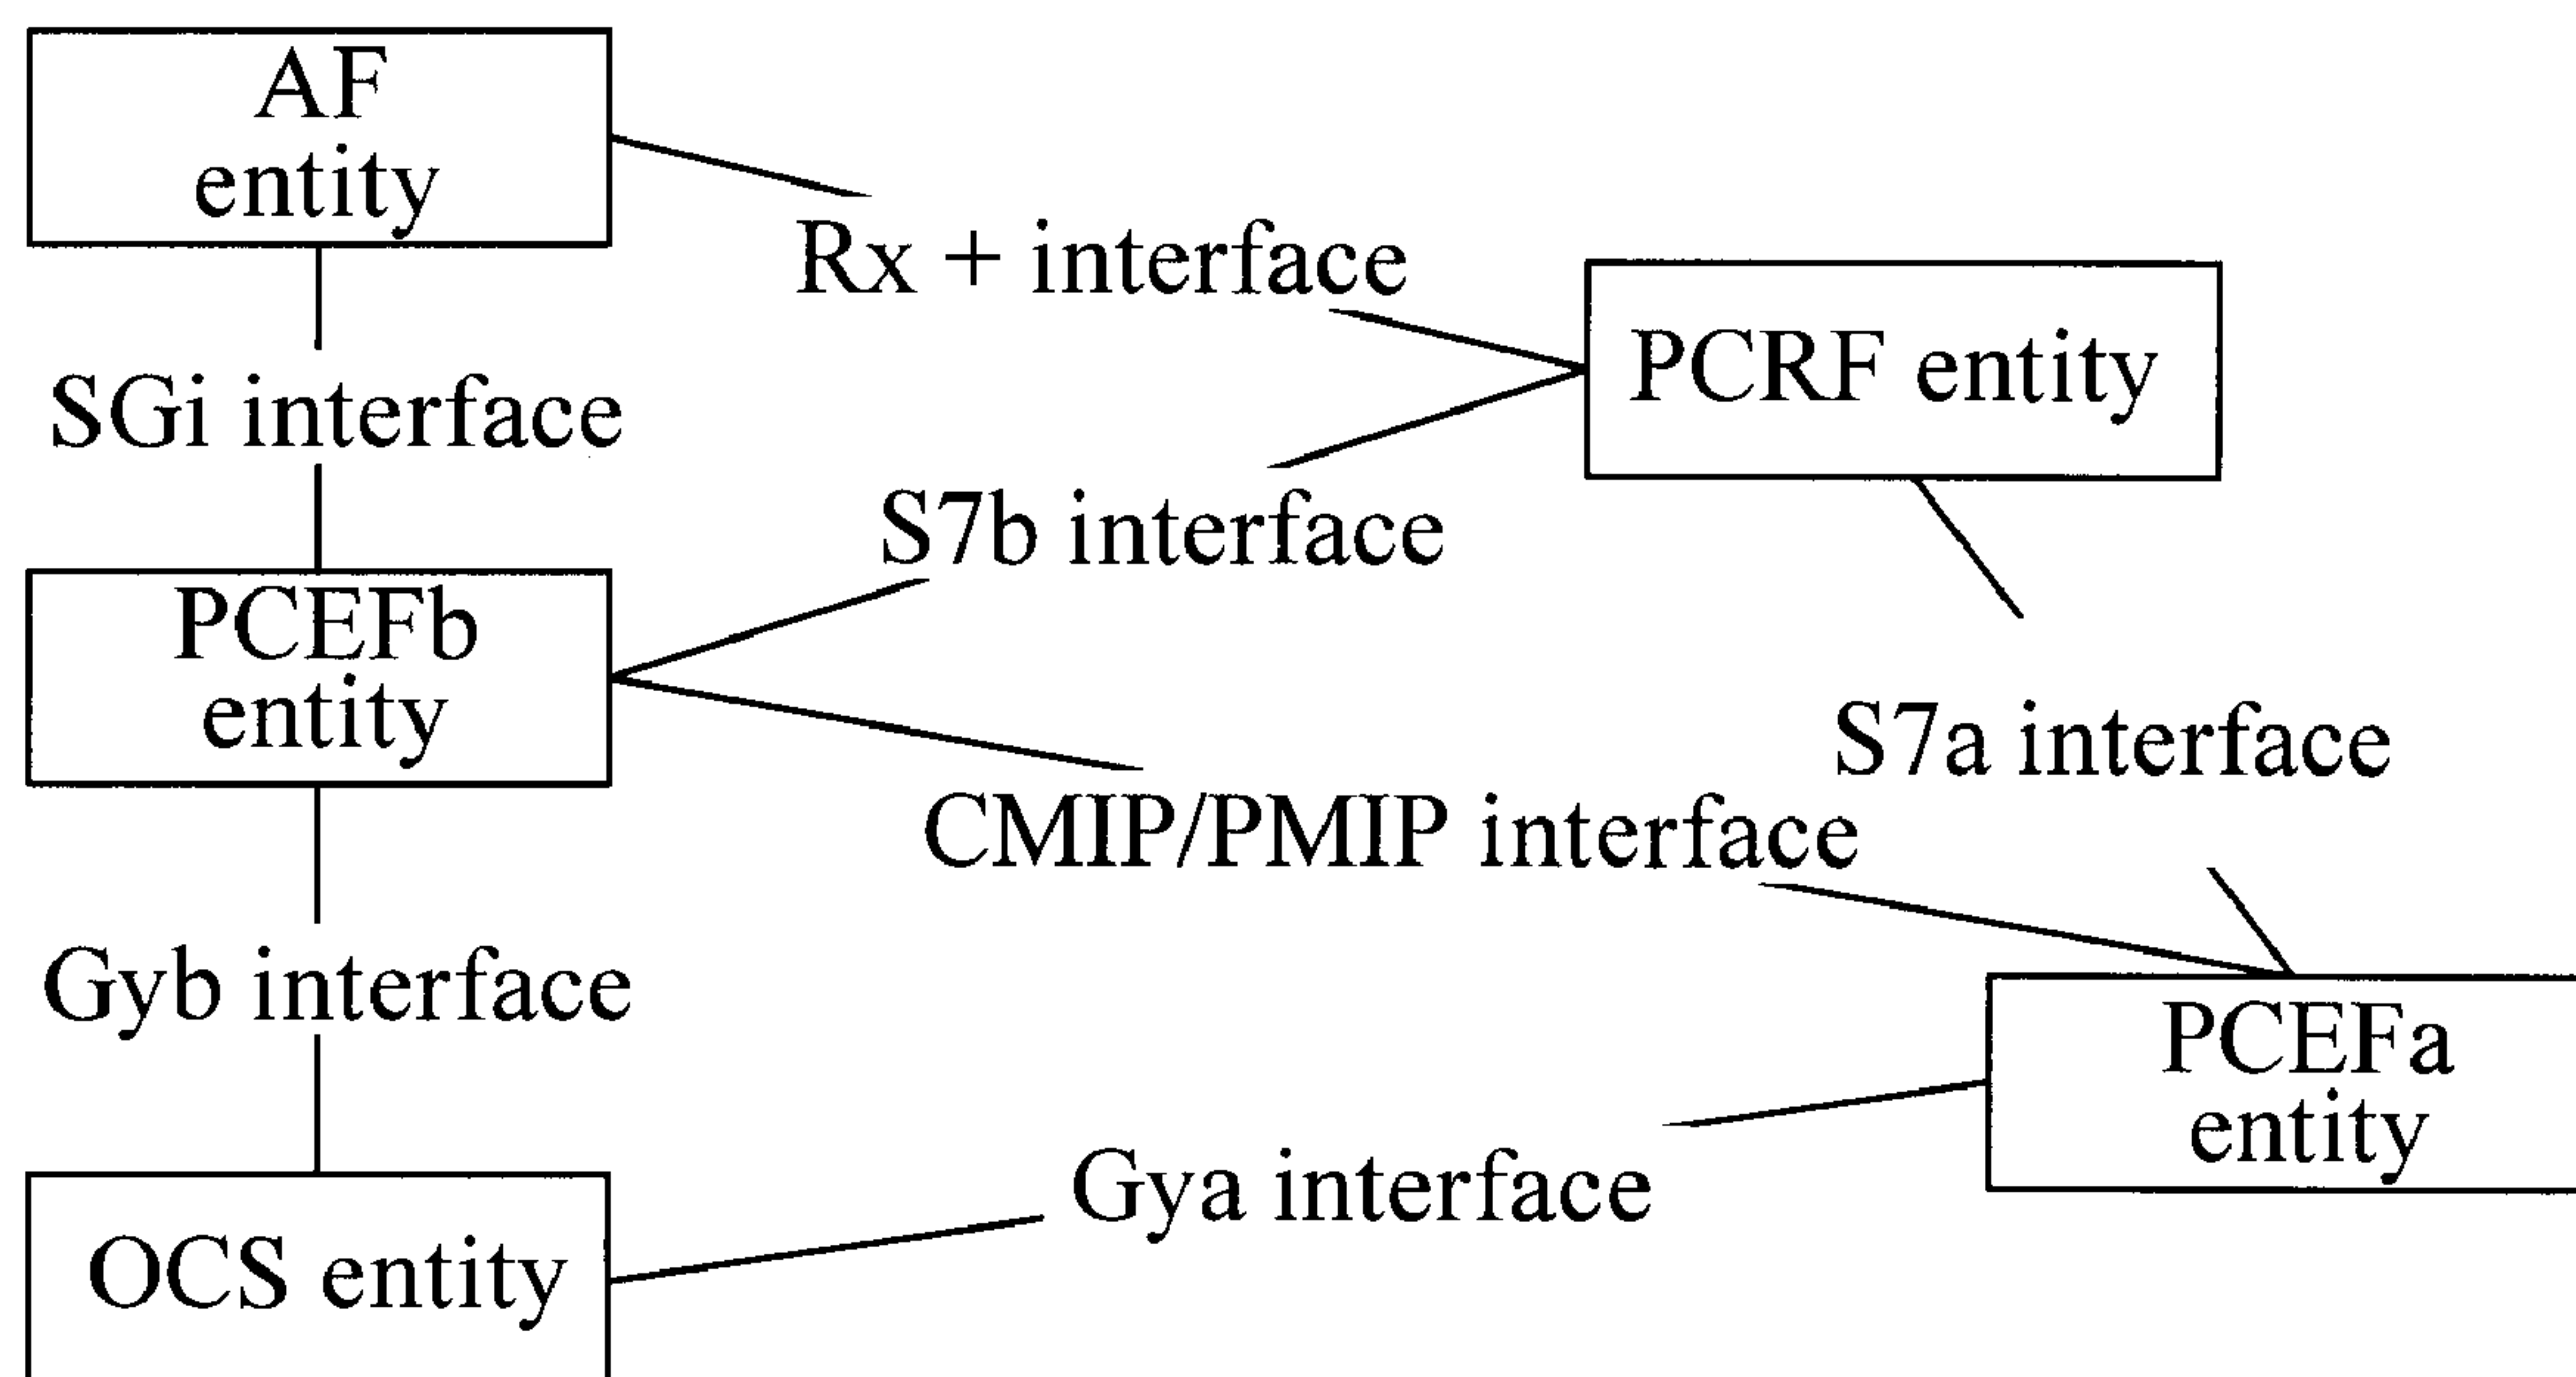 AF
entity
Rx + interface
PCRF entity
SGi interface
S7b interface
PCEFb
entity
S7a interface
CMIP/PMIP interface
Gyb interface
PCEFa
entity
Gya interface
OCS entity